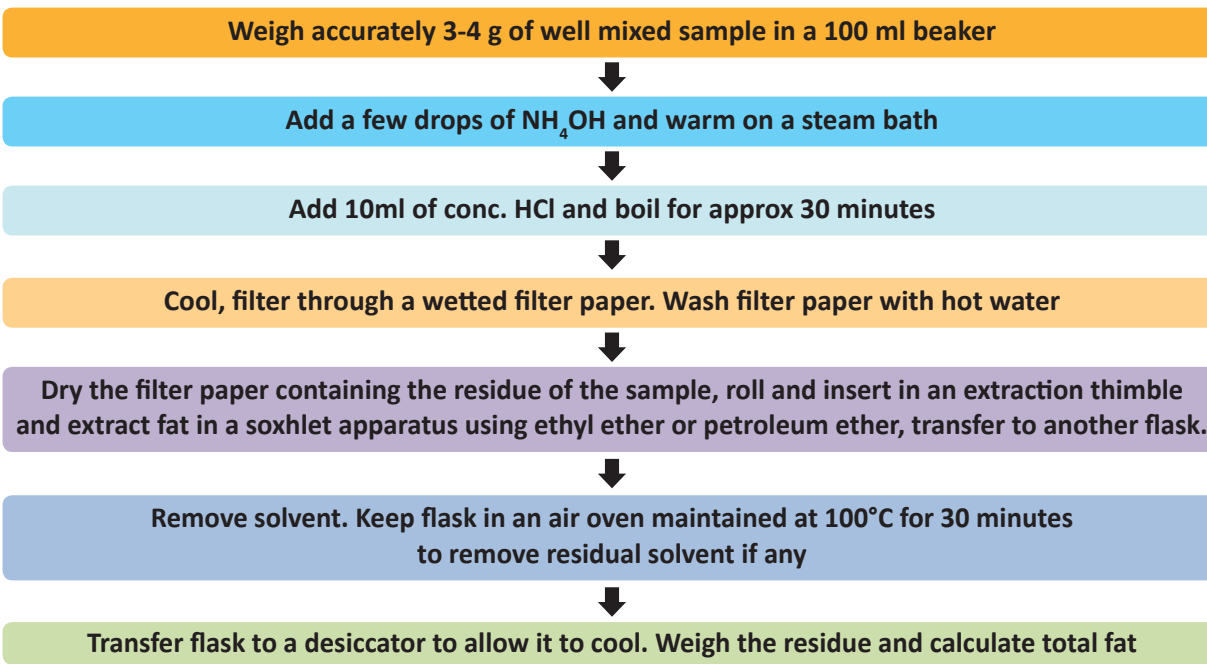 Weigh accurately 3-4 g of well mixed sample in a 100 ml beaker
Add a few drops of NH₄OH and warm on a steam bath
Add 10ml of conc. HCl and boil for approx 30 minutes
Cool, filter through a wetted filter paper. Wash filter paper with hot water
Dry the filter paper containing the residue of the sample, roll and insert in an extraction thimble
and extract fat in a soxhlet apparatus using ethyl ether or petroleum ether, transfer to another flask.
Remove solvent. Keep flask in an air oven maintained at 100°C for 30 minutes
to remove residual solvent if any
Transfer flask to a desiccator to allow it to cool. Weigh the residue and calculate total fat